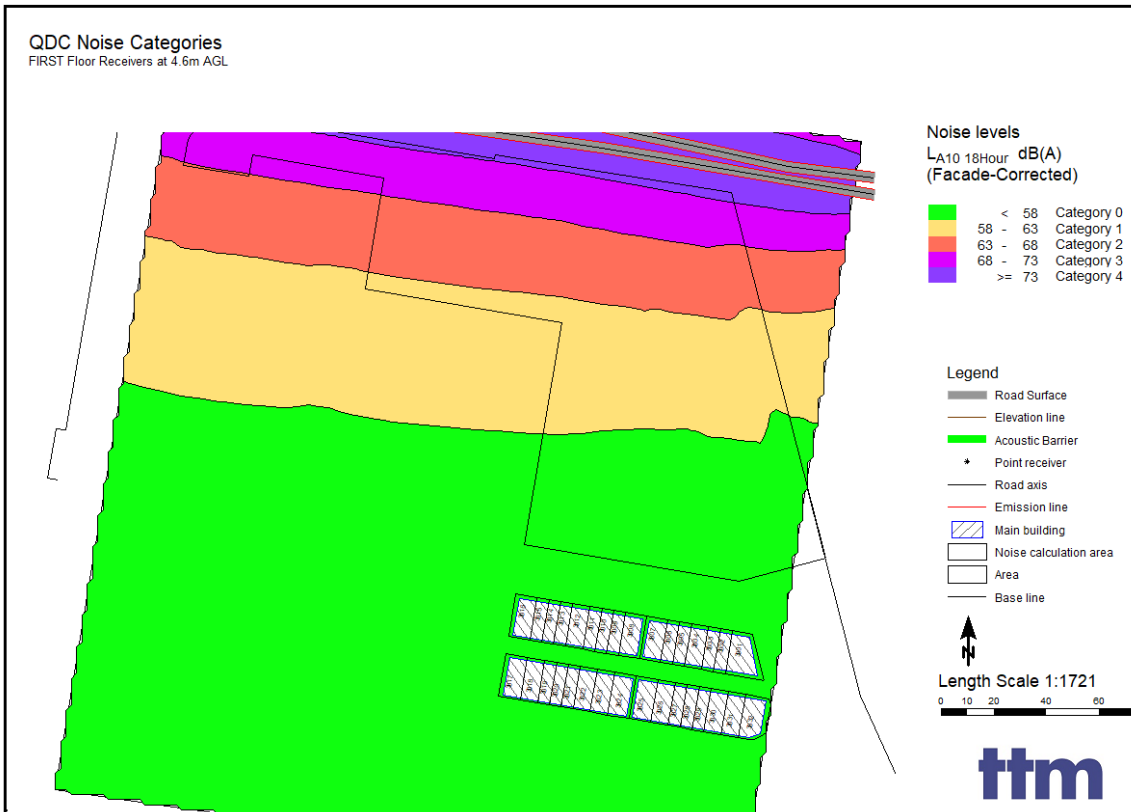 QDC Noise Categories
FIRST Floor Receivers at 4.6m AGL
Noise levels
LA10 18Hour dB(A)
(Facade-Corrected)
< 58 Category 0
58 - 63 Category 1
63 - 68 Category 2
68 - 73 Category 3
>= 73 Category 4
Legend
Road Surface
Elevation line
Acoustic Barrier
Point receiver
Road axis
Emission line
Main building
Noise calculation area
Area
Base line
N
Length Scale 1:1721
0 20 40 60
ttm